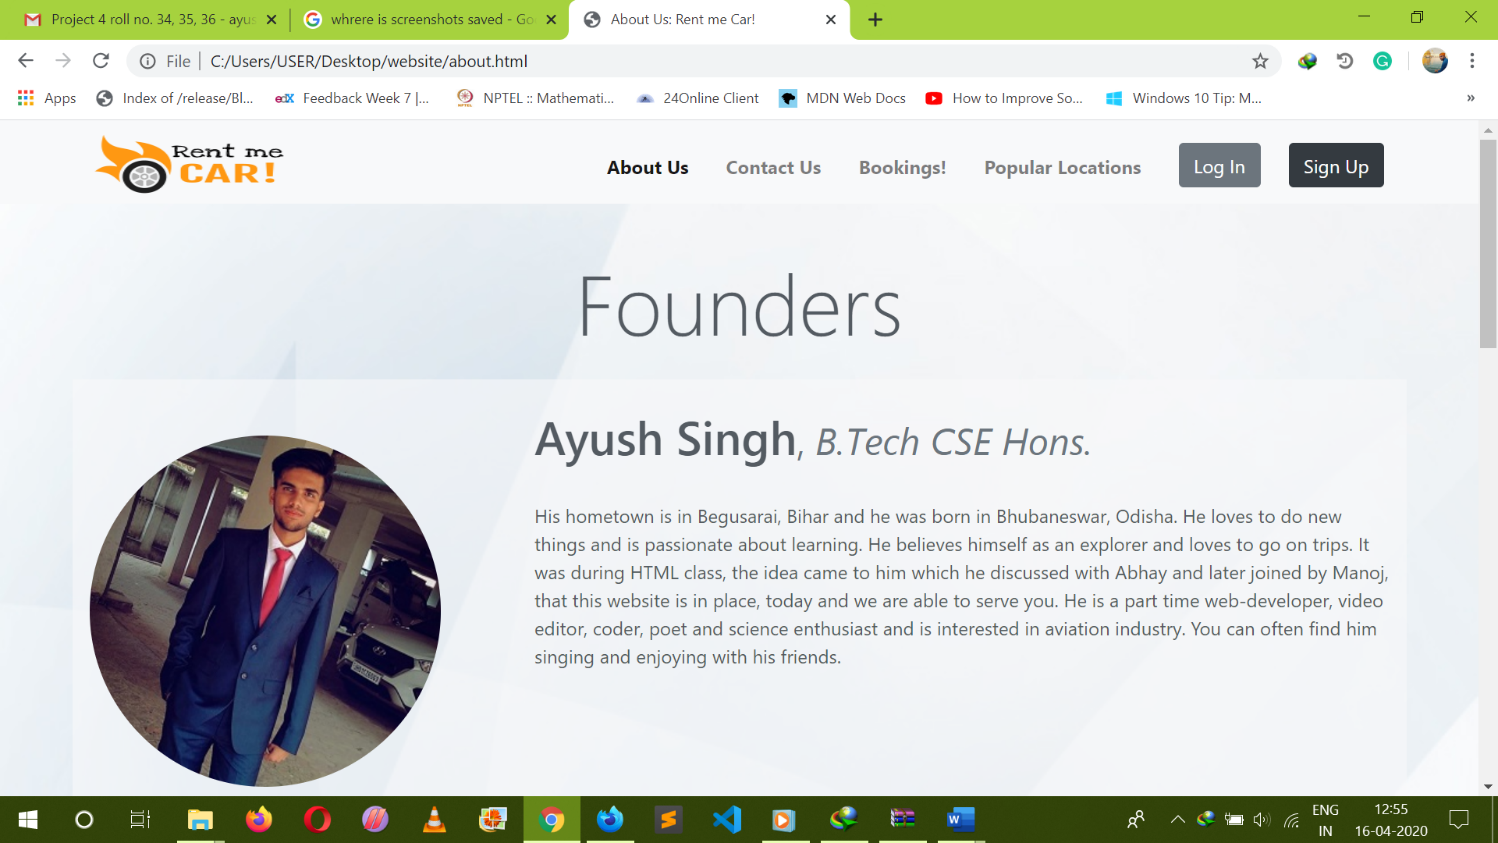 Project 4 roll no. 34, 35, 36 - ayus
whrere is screenshots saved - Go
About Us: Rent me Car!
File
C:/Users/USER/Desktop/website/about.html
Apps
Index of /release/Bl...
Feedback Week 7 |...
NPTEL :: Mathemati...
24Online Client
MDN Web Docs
How to Improve So...
Windows 10 Tip: M...
Rent me
CAR!
About Us
Contact Us
Bookings!
Popular Locations
Log In
Sign Up
Founders
Ayush Singh, B.Tech CSE Hons.
His hometown is in Begusarai, Bihar and he was born in Bhubaneswar, Odisha. He loves to do new
things and is passionate about learning. He believes himself as an explorer and loves to go on trips. It
was during HTML class, the idea came to him which he discussed with Abhay and later joined by Manoj,
that this website is in place, today and we are able to serve you. He is a part time web-developer, video
editor, coder, poet and science enthusiast and is interested in aviation industry. You can often find him
singing and enjoying with his friends.
ENG
IN
12:55
16-04-2020